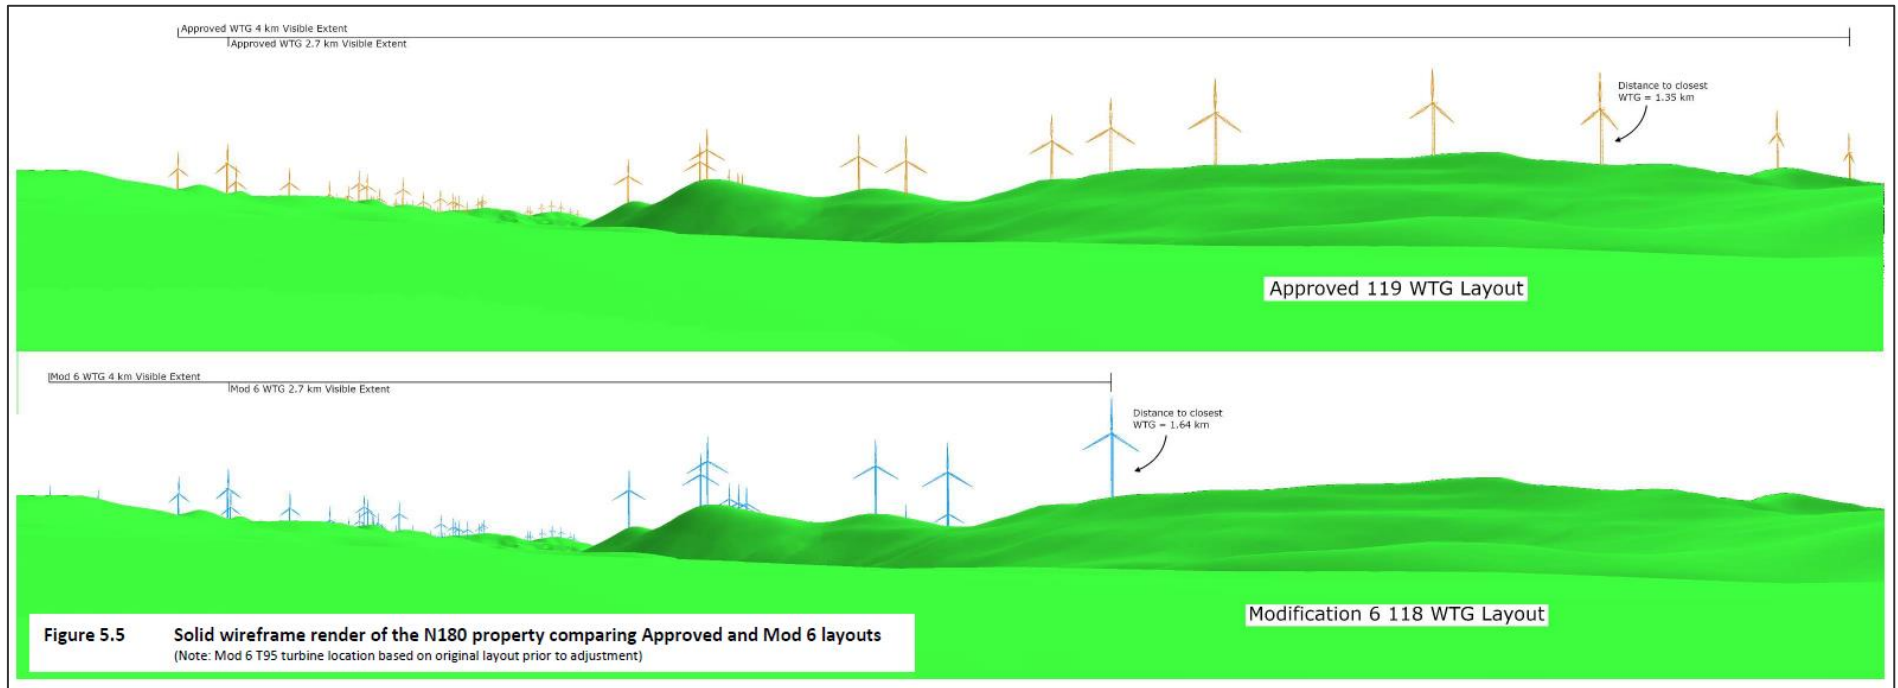 Approved WTG 4 km Visible Extent
Approved WTG 2.7 km Visible Extent
Distance to closest
WTG = 1.35 km
Approved 119 WTG Layout
Mod 6 WTG 4 km Visible Extent
Mod 6 WTG 2.7 km Visible Extent
Distance to closest
WTG = 1.64 km
Modification 6 118 WTG Layout
Figure 5.5 Solid wireframe render of the N180 property comparing Approved and Mod 6 layouts
(Note: Mod 6 T95 turbine location based on original layout prior to adjustment)